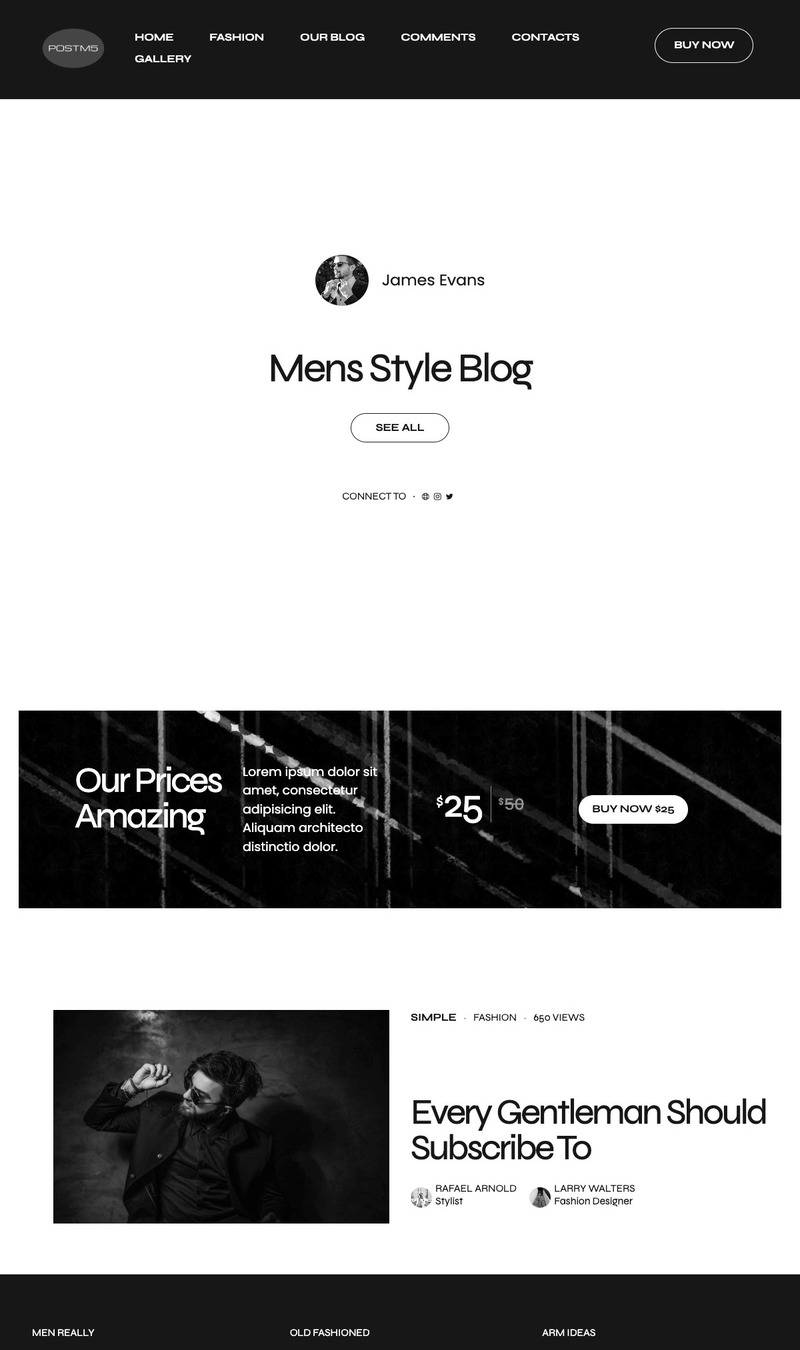 POSTM5
HOME FASHION OUR BLOG COMMENTS CONTACTS
GALLERY
BUY NOW
James Evans
Mens Style Blog
SEE ALL
CONNECT TO ·
Our Prices
Amazing
Lorem ipsum dolor sit
amet, consectetur
adipisicing elit.
Aliquam architecto
distinctio dolor.
$25 $50
BUY NOW $25
SIMPLE · FASHION · 650 VIEWS
Every Gentleman Should
Subscribe To
RAFAEL ARNOLD
Stylist
LARRY WALTERS
Fashion Designer
MEN REALLY
OLD FASHIONED
ARM IDEAS